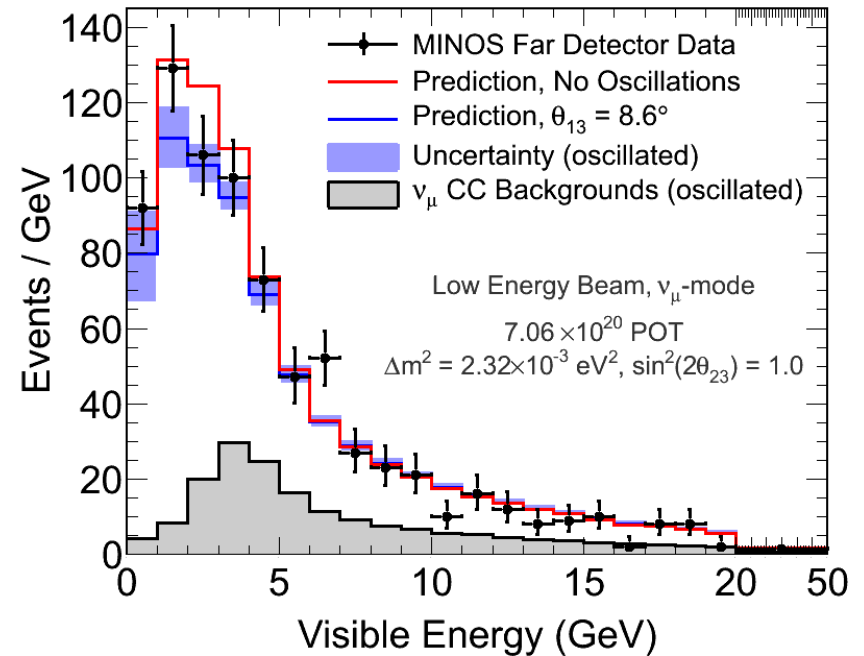 MINOS Far Detector Data
Prediction, No Oscillations
Prediction, θ₁₃ = 8.6°
Uncertainty (oscillated)
νμ CC Backgrounds (oscillated)
Low Energy Beam, νμ-mode
7.06 ×10²⁰ POT
Δm² = 2.32×10⁻³ eV², sin²(2θ₂₃) = 1.0
Events / GeV
140
120
100
80
60
40
20
0
0 5 10 15 20 50
Visible Energy (GeV)